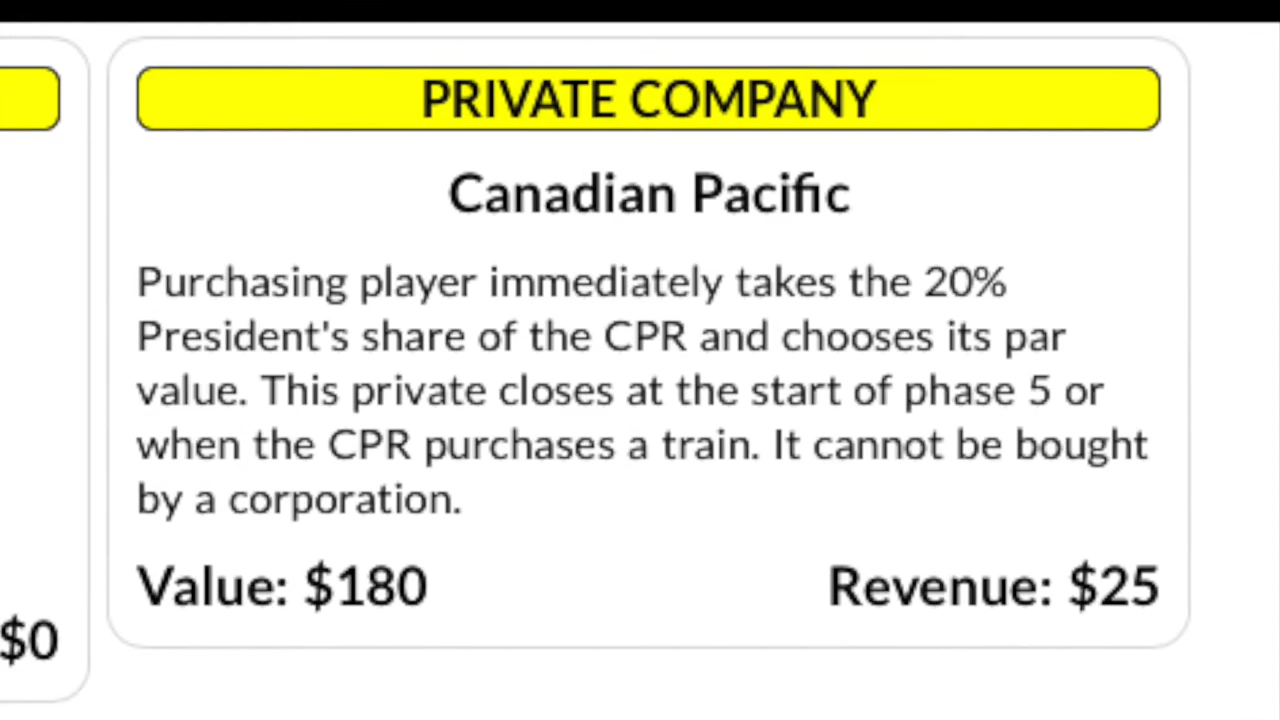 PRIVATE COMPANY
Canadian Pacific
Purchasing player immediately takes the 20%
President's share of the CPR and chooses its par
value. This private closes at the start of phase 5 or
when the CPR purchases a train. It cannot be bought
by a corporation.
Value: $180 Revenue: $25
$0